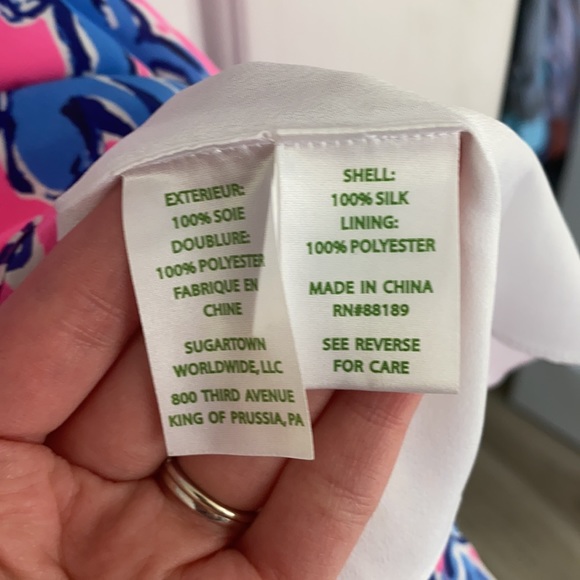 EXTERIEUR:
100% SOIE
DOUBLURE:
100% POLYESTER
FABRIQUE EN
CHINE
SUGARTOWN
WORLDWIDE, LLC
800 THIRD AVENUE
KING OF PRUSSIA, PA
SHELL:
100% SILK
LINING:
100% POLYESTER
MADE IN CHINA
RN#88189
SEE REVERSE
FOR CARE